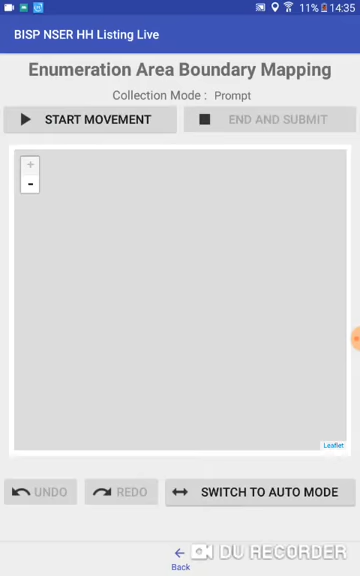 11% 14:35
BISP NSER HH Listing Live
Enumeration Area Boundary Mapping
Collection Mode : Prompt
START MOVEMENT
END AND SUBMIT
+
-
Leaflet
UNDO
REDO
SWITCH TO AUTO MODE
DU RECORDER
Back